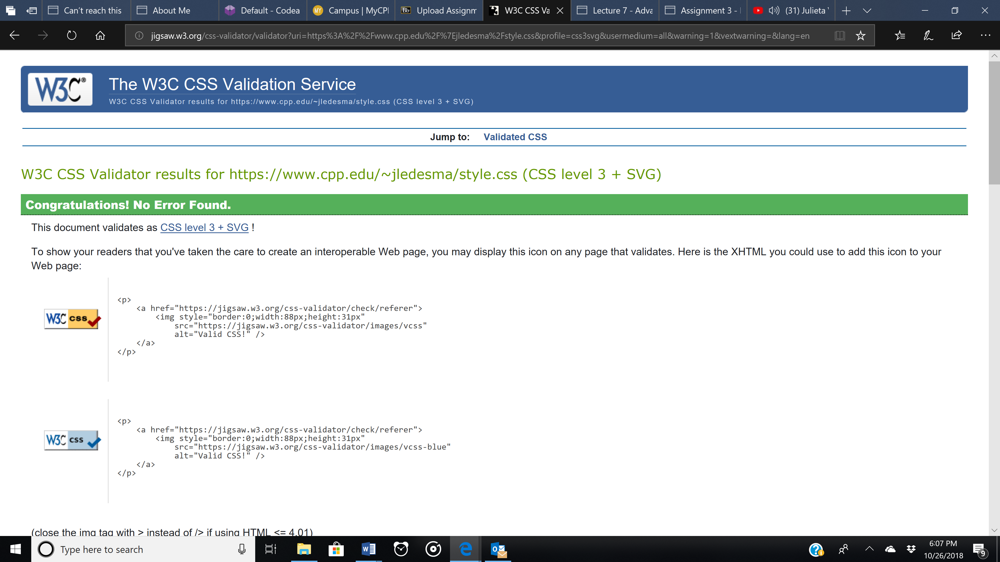 Can't reach this
About Me
Default - Codea
MY Campus | MyCPI
Bb Upload Assignm
W3C CSS Va
Lecture 7 - Adva
Assignment 3 -
(31) Julieta
jigsaw.w3.org/css-validator/validator?uri=https%3A%2F%2Fwww.cpp.edu%2F%7Ejledesma%2Fstyle.css&profile=css3svg&usermedium=all&warning=1&vextwarning=&lang=en
W3C®
The W3C CSS Validation Service
W3C CSS Validator results for https://www.cpp.edu/~jledesma/style.css (CSS level 3 + SVG)
Jump to: Validated CSS
W3C CSS Validator results for https://www.cpp.edu/~jledesma/style.css (CSS level 3 + SVG)
Congratulations! No Error Found.
This document validates as CSS level 3 + SVG !
To show your readers that you've taken the care to create an interoperable Web page, you may display this icon on any page that validates. Here is the XHTML you could use to add this icon to your
Web page:
W3C css
<p>
<a href="https://jigsaw.w3.org/css-validator/check/referer">
<img style="border:0;width:88px;height:31px"
src="https://jigsaw.w3.org/css-validator/images/vcss"
alt="Valid CSS!" />
</a>
</p>
W3C css
<p>
<a href="https://jigsaw.w3.org/css-validator/check/referer">
<img style="border:0;width:88px;height:31px"
src="https://jigsaw.w3.org/css-validator/images/vcss-blue"
alt="Valid CSS!" />
</a>
</p>
(close the img tag with > instead of /> if using HTML <= 4.01)
Type here to search
6:07 PM
10/26/2018
9